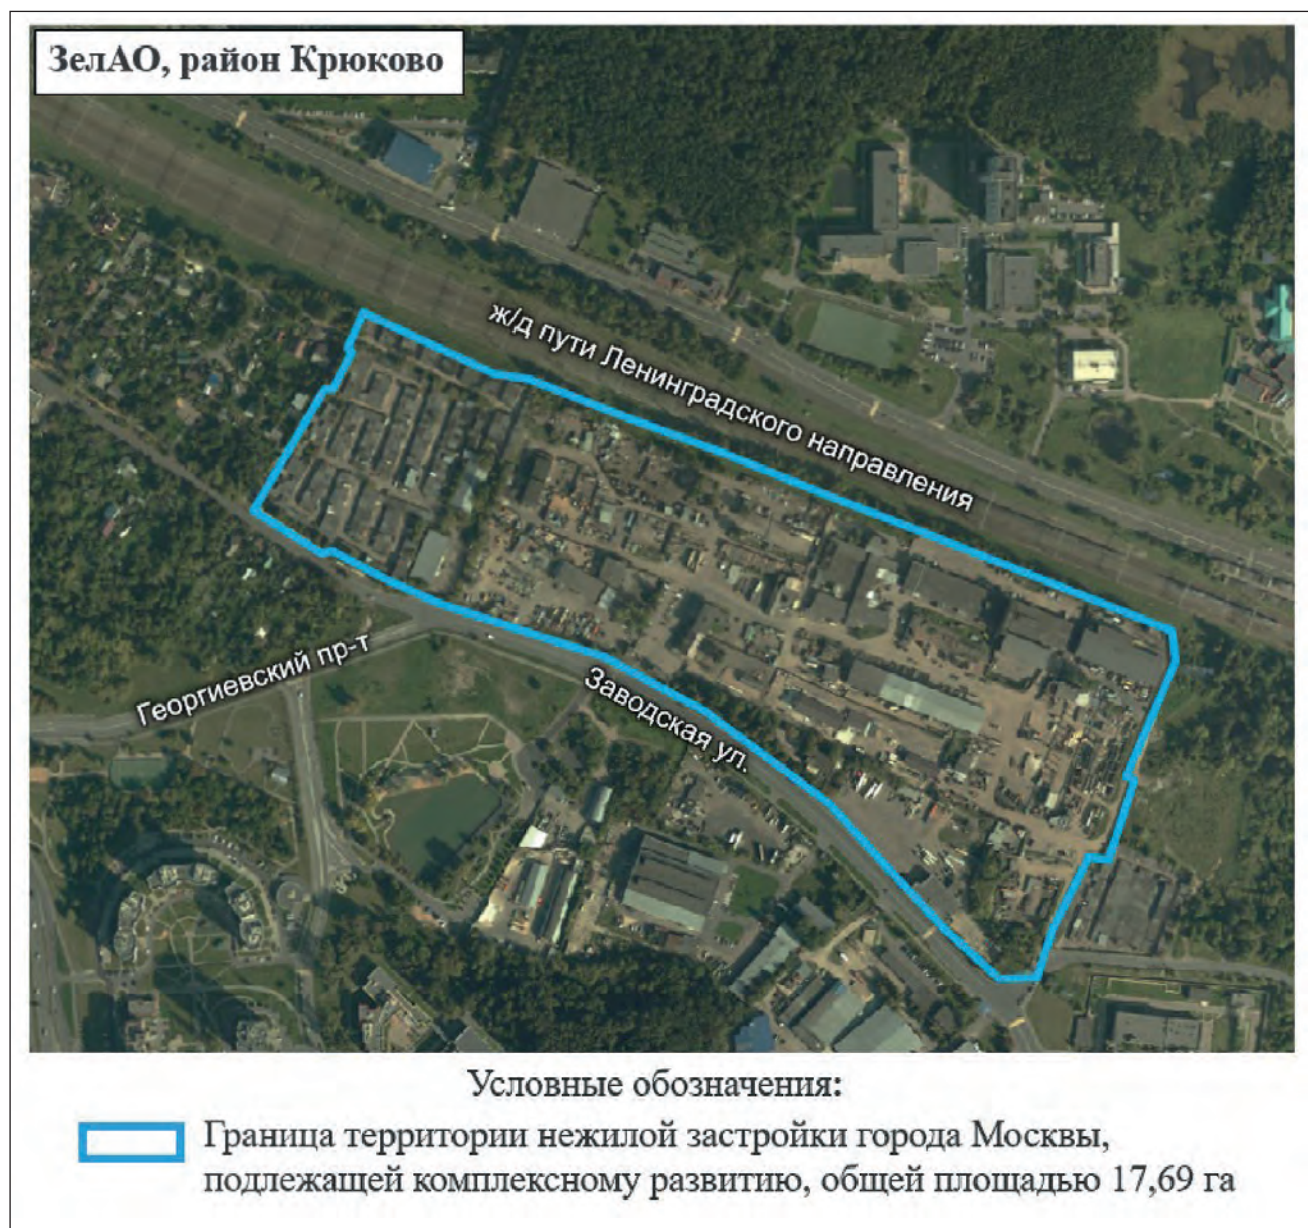 ЗелАО, район Крюково
ж/д пути Ленинградского направления
Георгиевский пр-т
Заводская ул.
Условные обозначения:
Граница территории нежилой застройки города Москвы,
подлежащей комплексному развитию, общей площадью 17,69 га